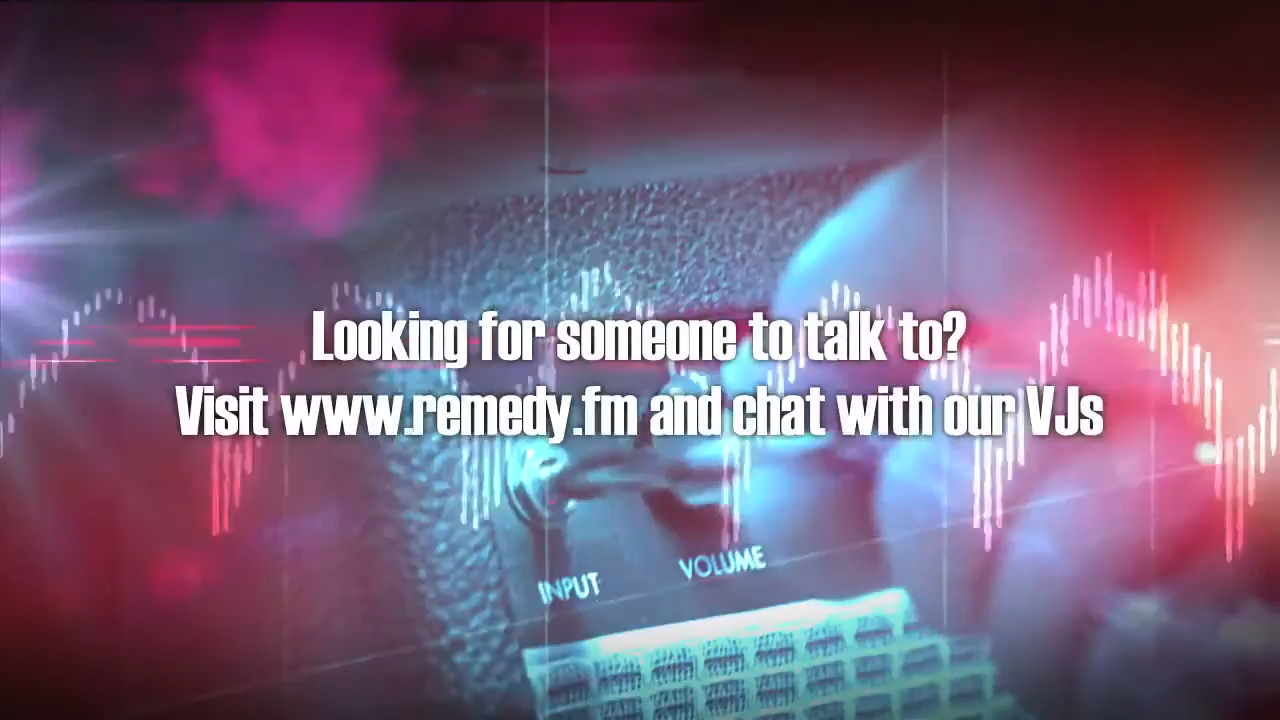 Looking for someone to talk to?
Visit www.remedy.fm and chat with our VJs
INPUT
VOLUME